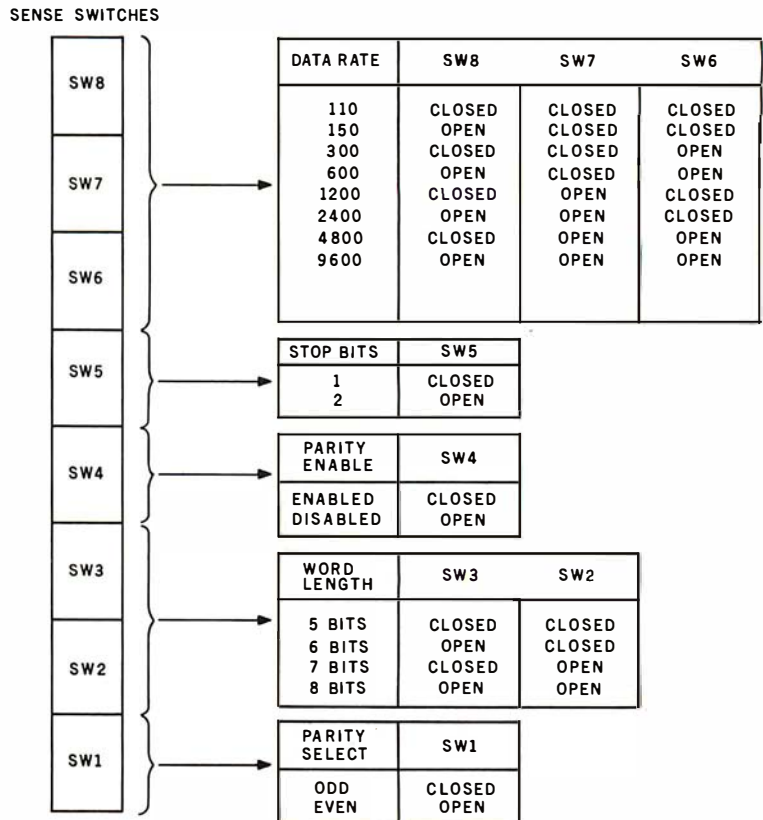 SENSE SWITCHES
SW8
SW7
SW6
SW5
SW4
SW3
SW2
SW1
DATA RATE SW8 SW7 SW6
110 CLOSED CLOSED CLOSED
150 OPEN CLOSED CLOSED
300 CLOSED CLOSED OPEN
600 OPEN CLOSED OPEN
1200 CLOSED OPEN CLOSED
2400 OPEN OPEN CLOSED
4800 CLOSED OPEN OPEN
9600 OPEN OPEN OPEN
STOP BITS SW5
1 CLOSED
2 OPEN
PARITY
ENABLE SW4
ENABLED CLOSED
DISABLED OPEN
WORD
LENGTH SW3 SW2
5 BITS CLOSED CLOSED
6 BITS OPEN CLOSED
7 BITS CLOSED OPEN
8 BITS OPEN OPEN
PARITY
SELECT SW1
ODD CLOSED
EVEN OPEN